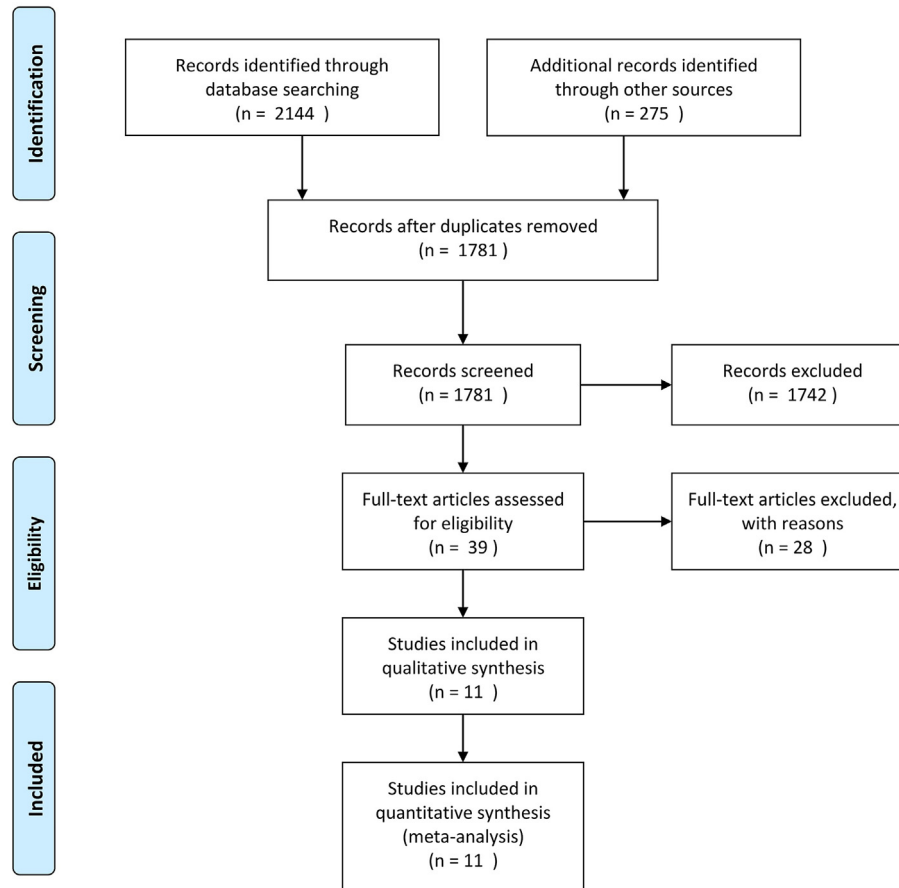 Identification
Records identified through
database searching
(n = 2144 )
Additional records identified
through other sources
(n = 275 )
Records after duplicates removed
(n = 1781 )
Screening
Records screened
(n = 1781 )
Records excluded
(n = 1742 )
Eligibility
Full-text articles assessed
for eligibility
(n = 39 )
Full-text articles excluded,
with reasons
(n = 28 )
Studies included in
qualitative synthesis
(n = 11 )
Included
Studies included in
quantitative synthesis
(meta-analysis)
(n = 11 )